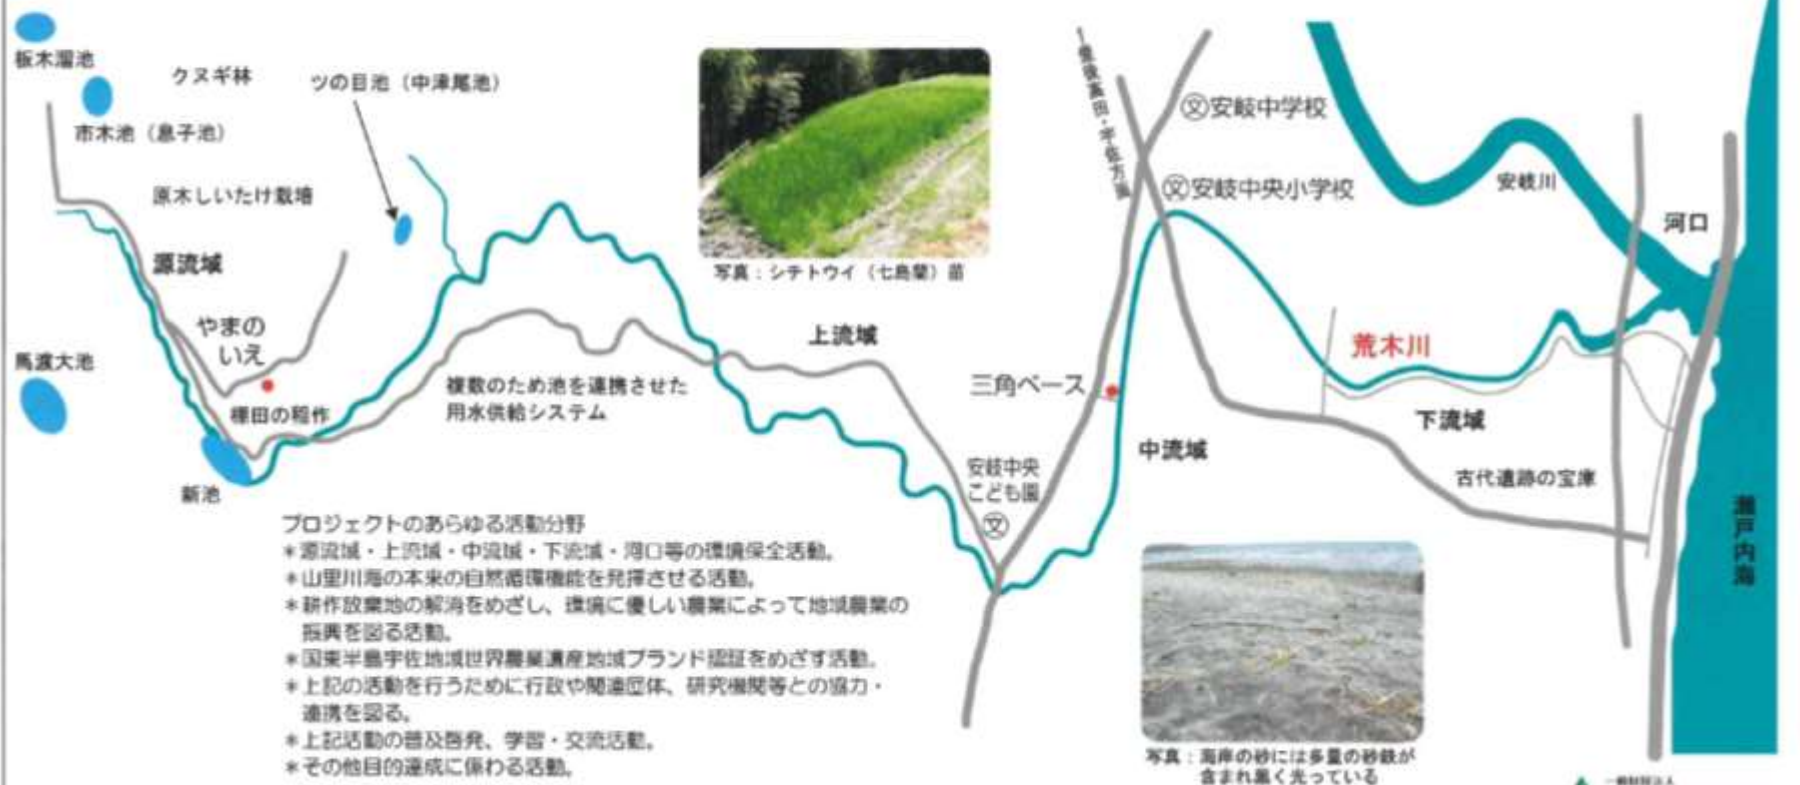 板木溜池
クヌギ林
ツの目池（中津尾池）
市木池（息子池）
原木しいたけ栽培
源流域
やまの
いえ
馬渡大池
棚田の稲作
新池
複数のため池を連携させた
用水供給システム
写真：シチトウイ（七島藺）苗
上流域
豊後高田・宇佐方面
㊛安岐中学校
㊛安岐中央小学校
安岐川
河口
荒木川
三角ベース
下流域
中流域
古代遺跡の宝庫
安岐中央
こども園
文
瀬戸内海
プロジェクトのあらゆる活動分野
＊源流域・上流域・中流域・下流域・河口等の環境保全活動。
＊山里川海の本来の自然循環機能を発揮させる活動。
＊耕作放棄地の解消をめざし、環境に優しい農業によって地域農業の
振興を図る活動。
＊国東半島宇佐地域世界農業遺産地域ブランド認証をめざす活動。
＊上記の活動を行うために行政や関連団体、研究機関等との協力・
連携を図る。
＊上記活動の普及啓発、学習・交流活動。
＊その他目的達成に係わる活動。
写真：海岸の砂には多量の砂鉄が
含まれ黒く光っている
一般財団法人